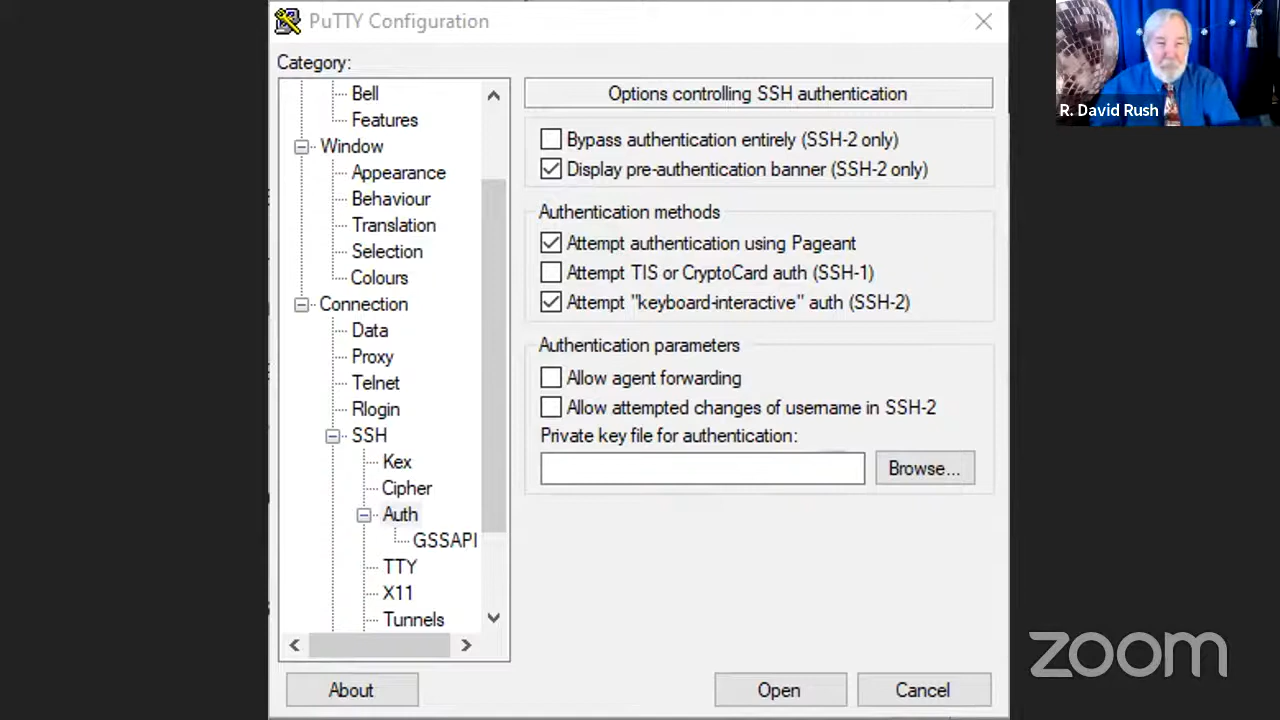 PuTTY Configuration
Category:
Bell
Features
Window
Appearance
Behaviour
Translation
Selection
Colours
Connection
Data
Proxy
Telnet
Rlogin
SSH
Kex
Cipher
Auth
GSSAPI
TTY
X11
Tunnels
Options controlling SSH authentication
Bypass authentication entirely (SSH-2 only)
Display pre-authentication banner (SSH-2 only)
Authentication methods
Attempt authentication using Pageant
Attempt TIS or CryptoCard auth (SSH-1)
Attempt "keyboard-interactive" auth (SSH-2)
Authentication parameters
Allow agent forwarding
Allow attempted changes of username in SSH-2
Private key file for authentication:
Browse...
About
Open
Cancel
R. David Rush
zoom